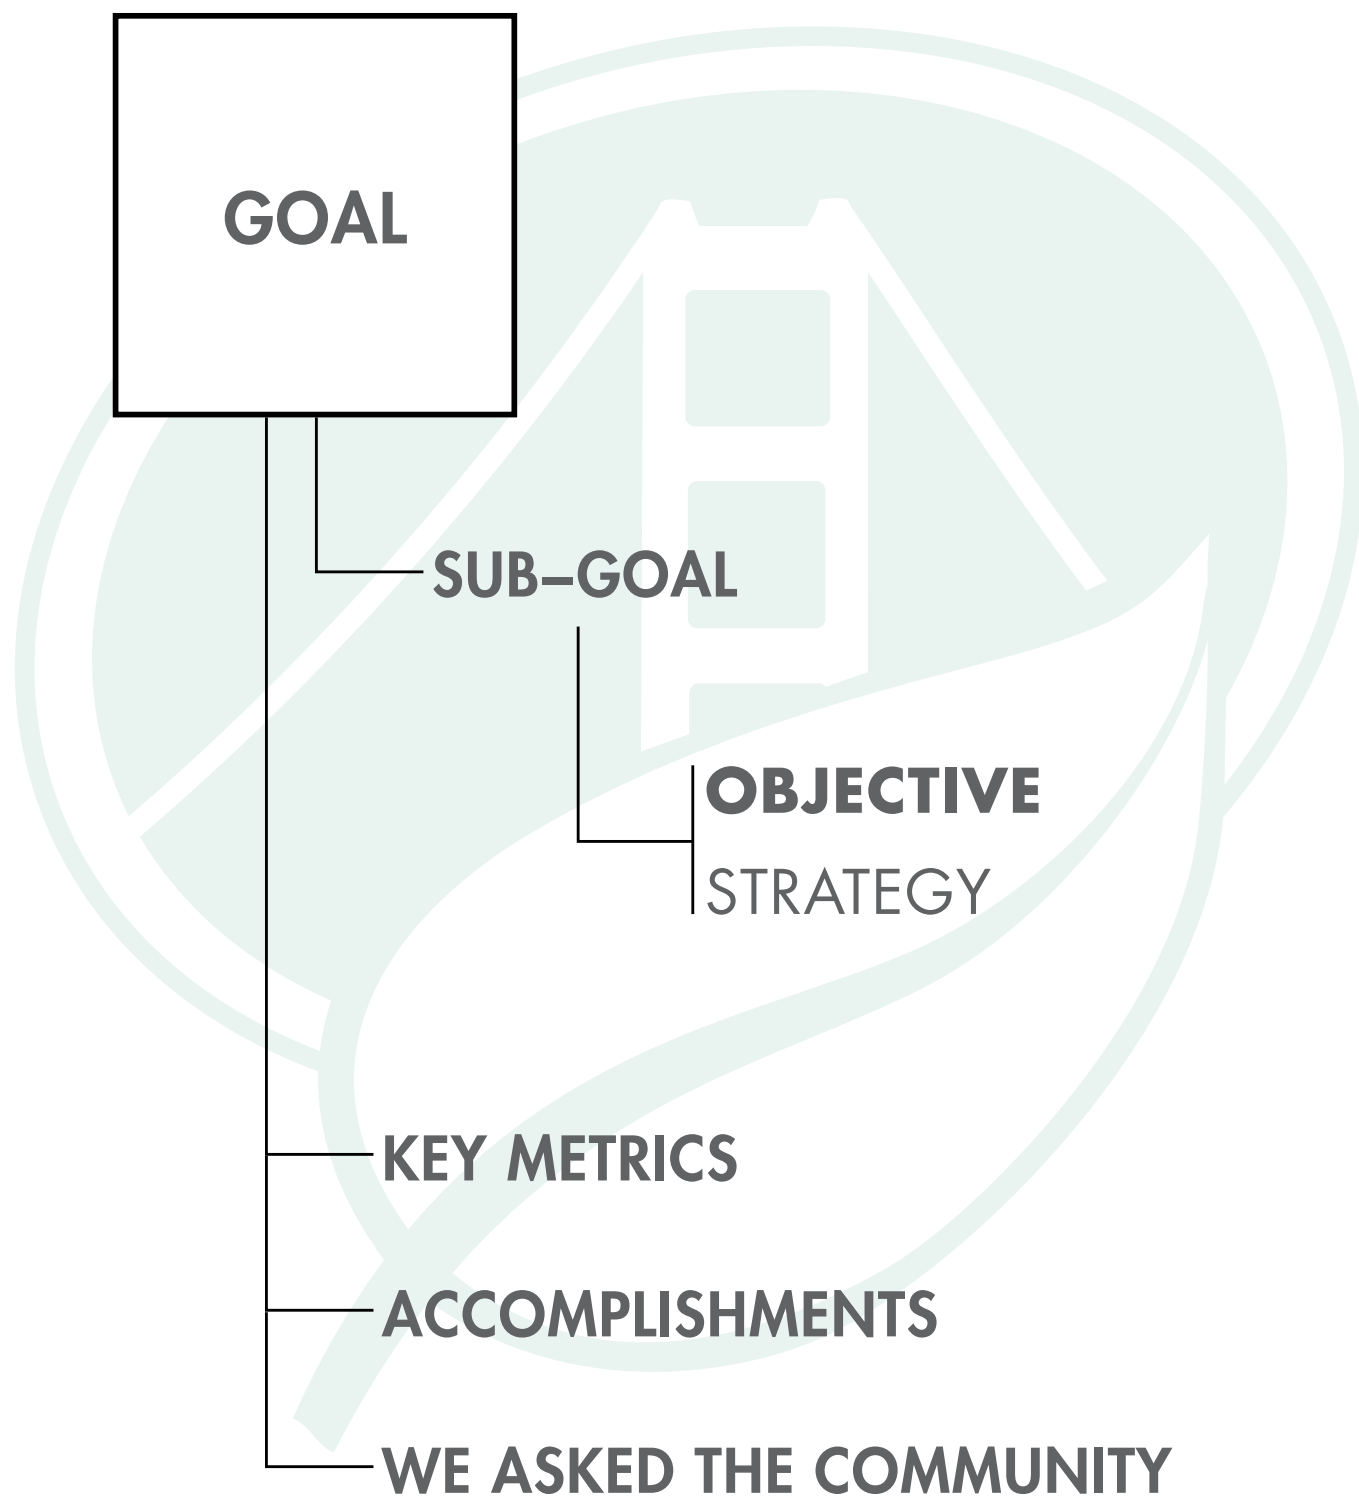 GOAL
SUB–GOAL
OBJECTIVE
STRATEGY
KEY METRICS
ACCOMPLISHMENTS
WE ASKED THE COMMUNITY